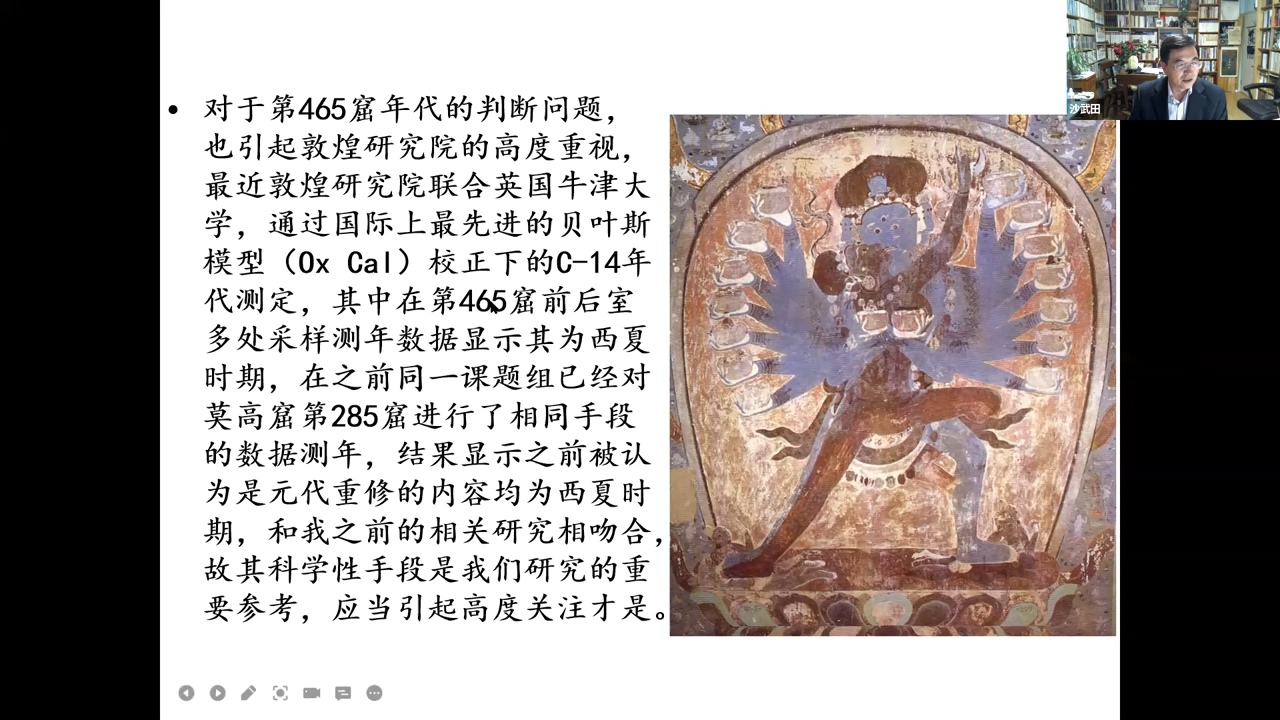 沙武田
• 对于第465窟年代的判断问题，
也引起敦煌研究院的高度重视，
最近敦煌研究院联合英国牛津大
学，通过国际上最先进的贝叶斯
模型（Ox Cal）校正下的C-14年
代测定，其中在第465窟前后室
多处采样测年数据显示其为西夏
时期，在之前同一课题组已经对
莫高窟第285窟进行了相同手段
的数据测年，结果显示之前被认
为是元代重修的内容均为西夏时
期，和我之前的相关研究相吻合，
故其科学性手段是我们研究的重
要参考，应当引起高度关注才是。